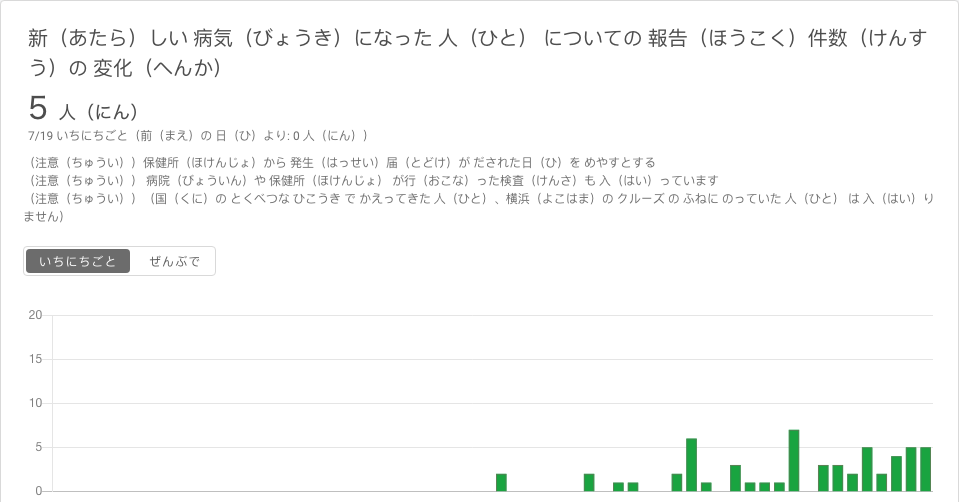 新（あたら）しい 病気（びょうき）になった 人（ひと） についての 報告（ほうこく）件数（けんす
う）の 変化（へんか）
5 人（にん）
7/19 いちにちごと（前（まえ）の 日（ひ）より: 0 人（にん））
（注意（ちゅうい））保健所（ほけんじょ）から 発生（はっせい）届（とどけ）が だされた日（ひ）を めやすとする
（注意（ちゅうい）） 病院（びょういん）や 保健所（ほけんじょ） が行（おこな）った検査（けんさ）も 入（はい）っています
（注意（ちゅうい））（国（くに）の とくべつな ひこうき で かえってきた 人（ひと）、横浜（よこはま）の クルーズ の ふねに のっていた 人（ひと） は 入（はい）り
ません）
いちにちごと ぜんぶで
20
15
10
5
0